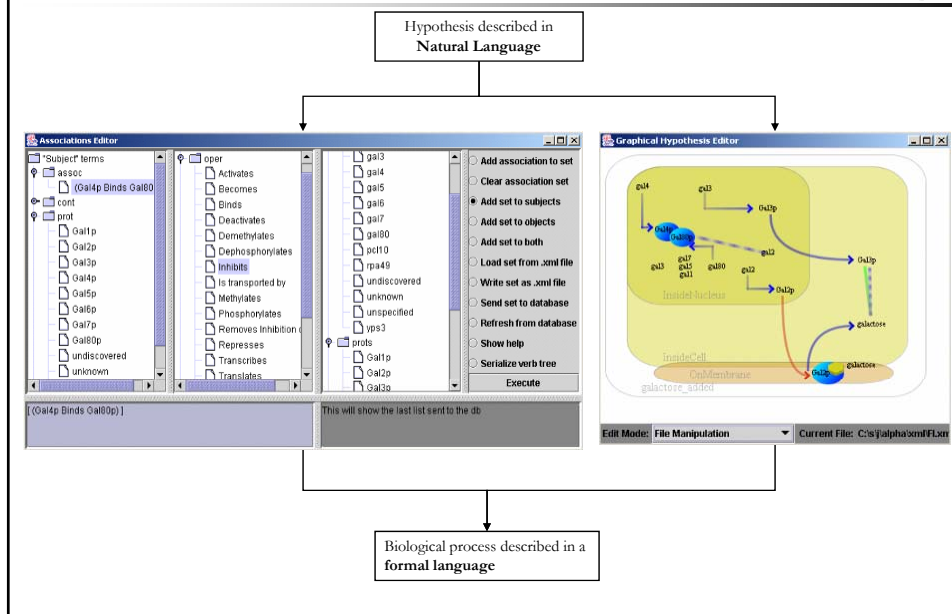 Hypothesis described in
Natural Language
Associations Editor
"Subject" terms
assoc
(Gal4p Binds Gal80
cont
prot
Gal1p
Gal2p
Gal3p
Gal4p
Gal5p
Gal6p
Gal7p
Gal80p
undiscovered
unknown
oper
Activates
Becomes
Binds
Deactivates
Demethylates
Dephosphorylates
Inhibits
Is transported by
Methylates
Phosphorylates
Removes Inhibition
Represses
Transcribes
Translates
gal3
gal4
gal5
gal6
gal7
gal80
pcl10
rpa49
undiscovered
unknown
unspecified
yps3
prots
Gal1p
Gal2p
Gal3p
Add association to set
Clear association set
Add set to subjects
Add set to objects
Add set to both
Load set from .xml file
Write set as .xml file
Send set to database
Refresh from database
Show help
Serialize verb tree
Execute
[ (Gal4p Binds Gal80p) ]
This will show the last list sent to the db
Graphical Hypothesis Editor
gal4
gal3
Gal3p
Gal4p
Gal80p
gal2
gal7
gal3
gal5
gal80
gal1
gal2
Gal2p
InsideNucleus
Gal3p
galactose
InsideCell
OnMembrane
Gal2p
galactose
galactose_added
Edit Mode: File Manipulation
Current File:
Biological process described in a
formal language